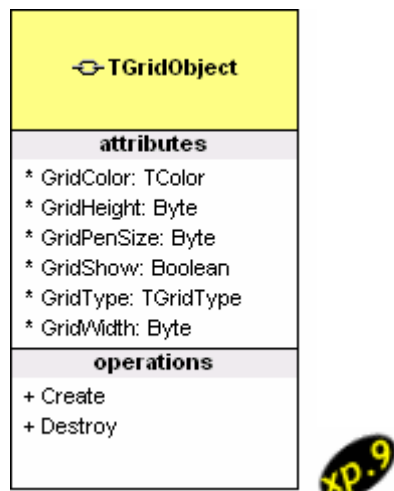 TGridObject
attributes
* GridColor: TColor
* GridHeight: Byte
* GridPenSize: Byte
* GridShow: Boolean
* GridType: TGridType
* GridWidth: Byte
operations
+ Create
+ Destroy
xp.9